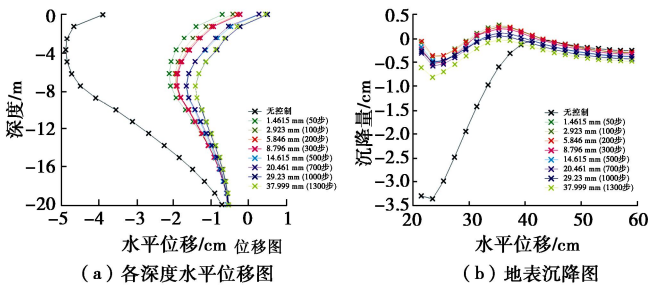 0
-4
-8
-12
-16
-20
深度/m
-5 -4 -3 -2 -1 0 1
水平位移/cm 位移图
无控制
1.4615 mm (50步)
2.923 mm (100步)
5.846 mm (200步)
8.796 mm (300步)
14.615 mm (500步)
20.461 mm (700步)
29.23 mm (1000步)
37.999 mm (1300步)
(a) 各深度水平位移图
0.5
0
-0.5
-1.0
-1.5
-2.0
-2.5
-3.0
-3.5
沉降量/cm
20 30 40 50 60
水平位移/cm
无控制
1.4615 mm (50步)
2.923 mm (100步)
5.846 mm (200步)
8.796 mm (300步)
14.615 mm (500步)
20.461 mm (700步)
29.23 mm (1000步)
37.999 mm (1300步)
(b) 地表沉降图